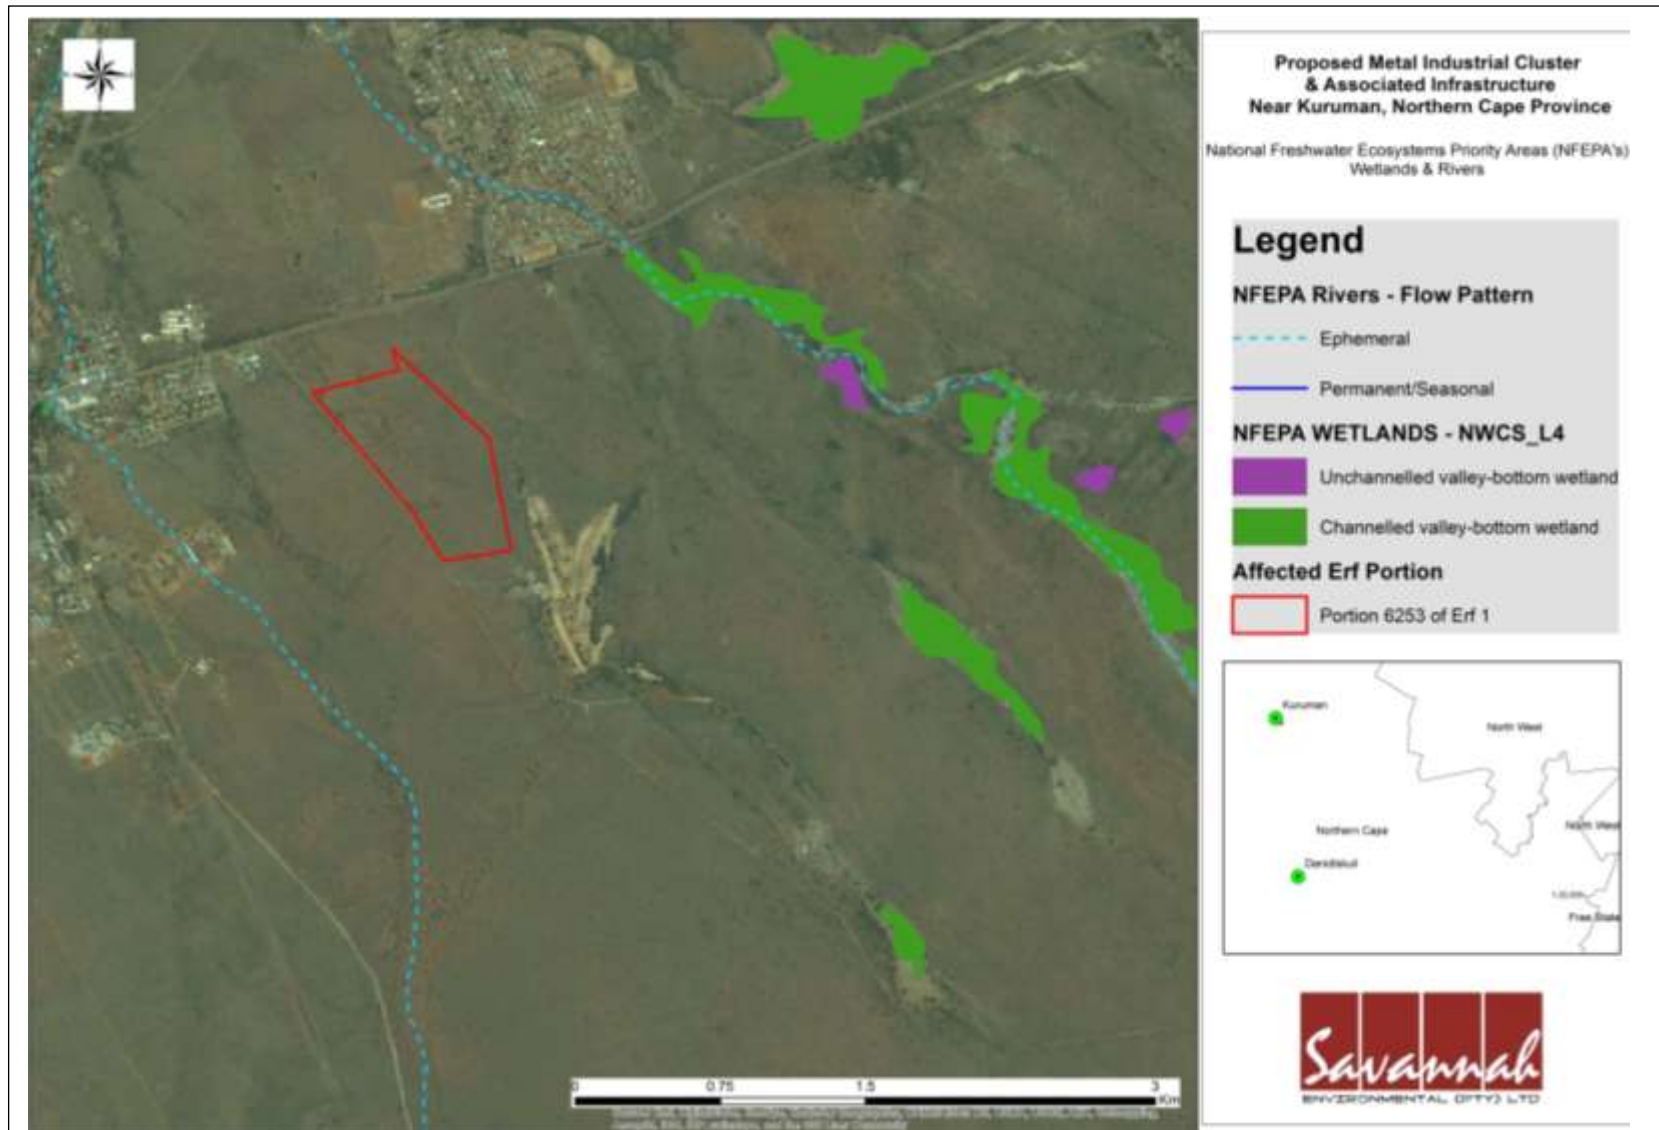 Proposed Metal Industrial Cluster
& Associated Infrastructure
Near Kuruman, Northern Cape Province
National Freshwater Ecosystems Priority Areas (NFEPA's)
Wetlands & Rivers
Legend
NFEPA Rivers - Flow Pattern
Ephemeral
Permanent/Seasonal
NFEPA WETLANDS - NWCS_L4
Unchannelled valley-bottom wetland
Channelled valley-bottom wetland
Affected Erf Portion
Portion 6253 of Erf 1
Kuruman
North West
Northern Cape
North West
Free State
0 0.75 1.5 3
Km
Savannah
ENVIRONMENTAL (PTY) LTD